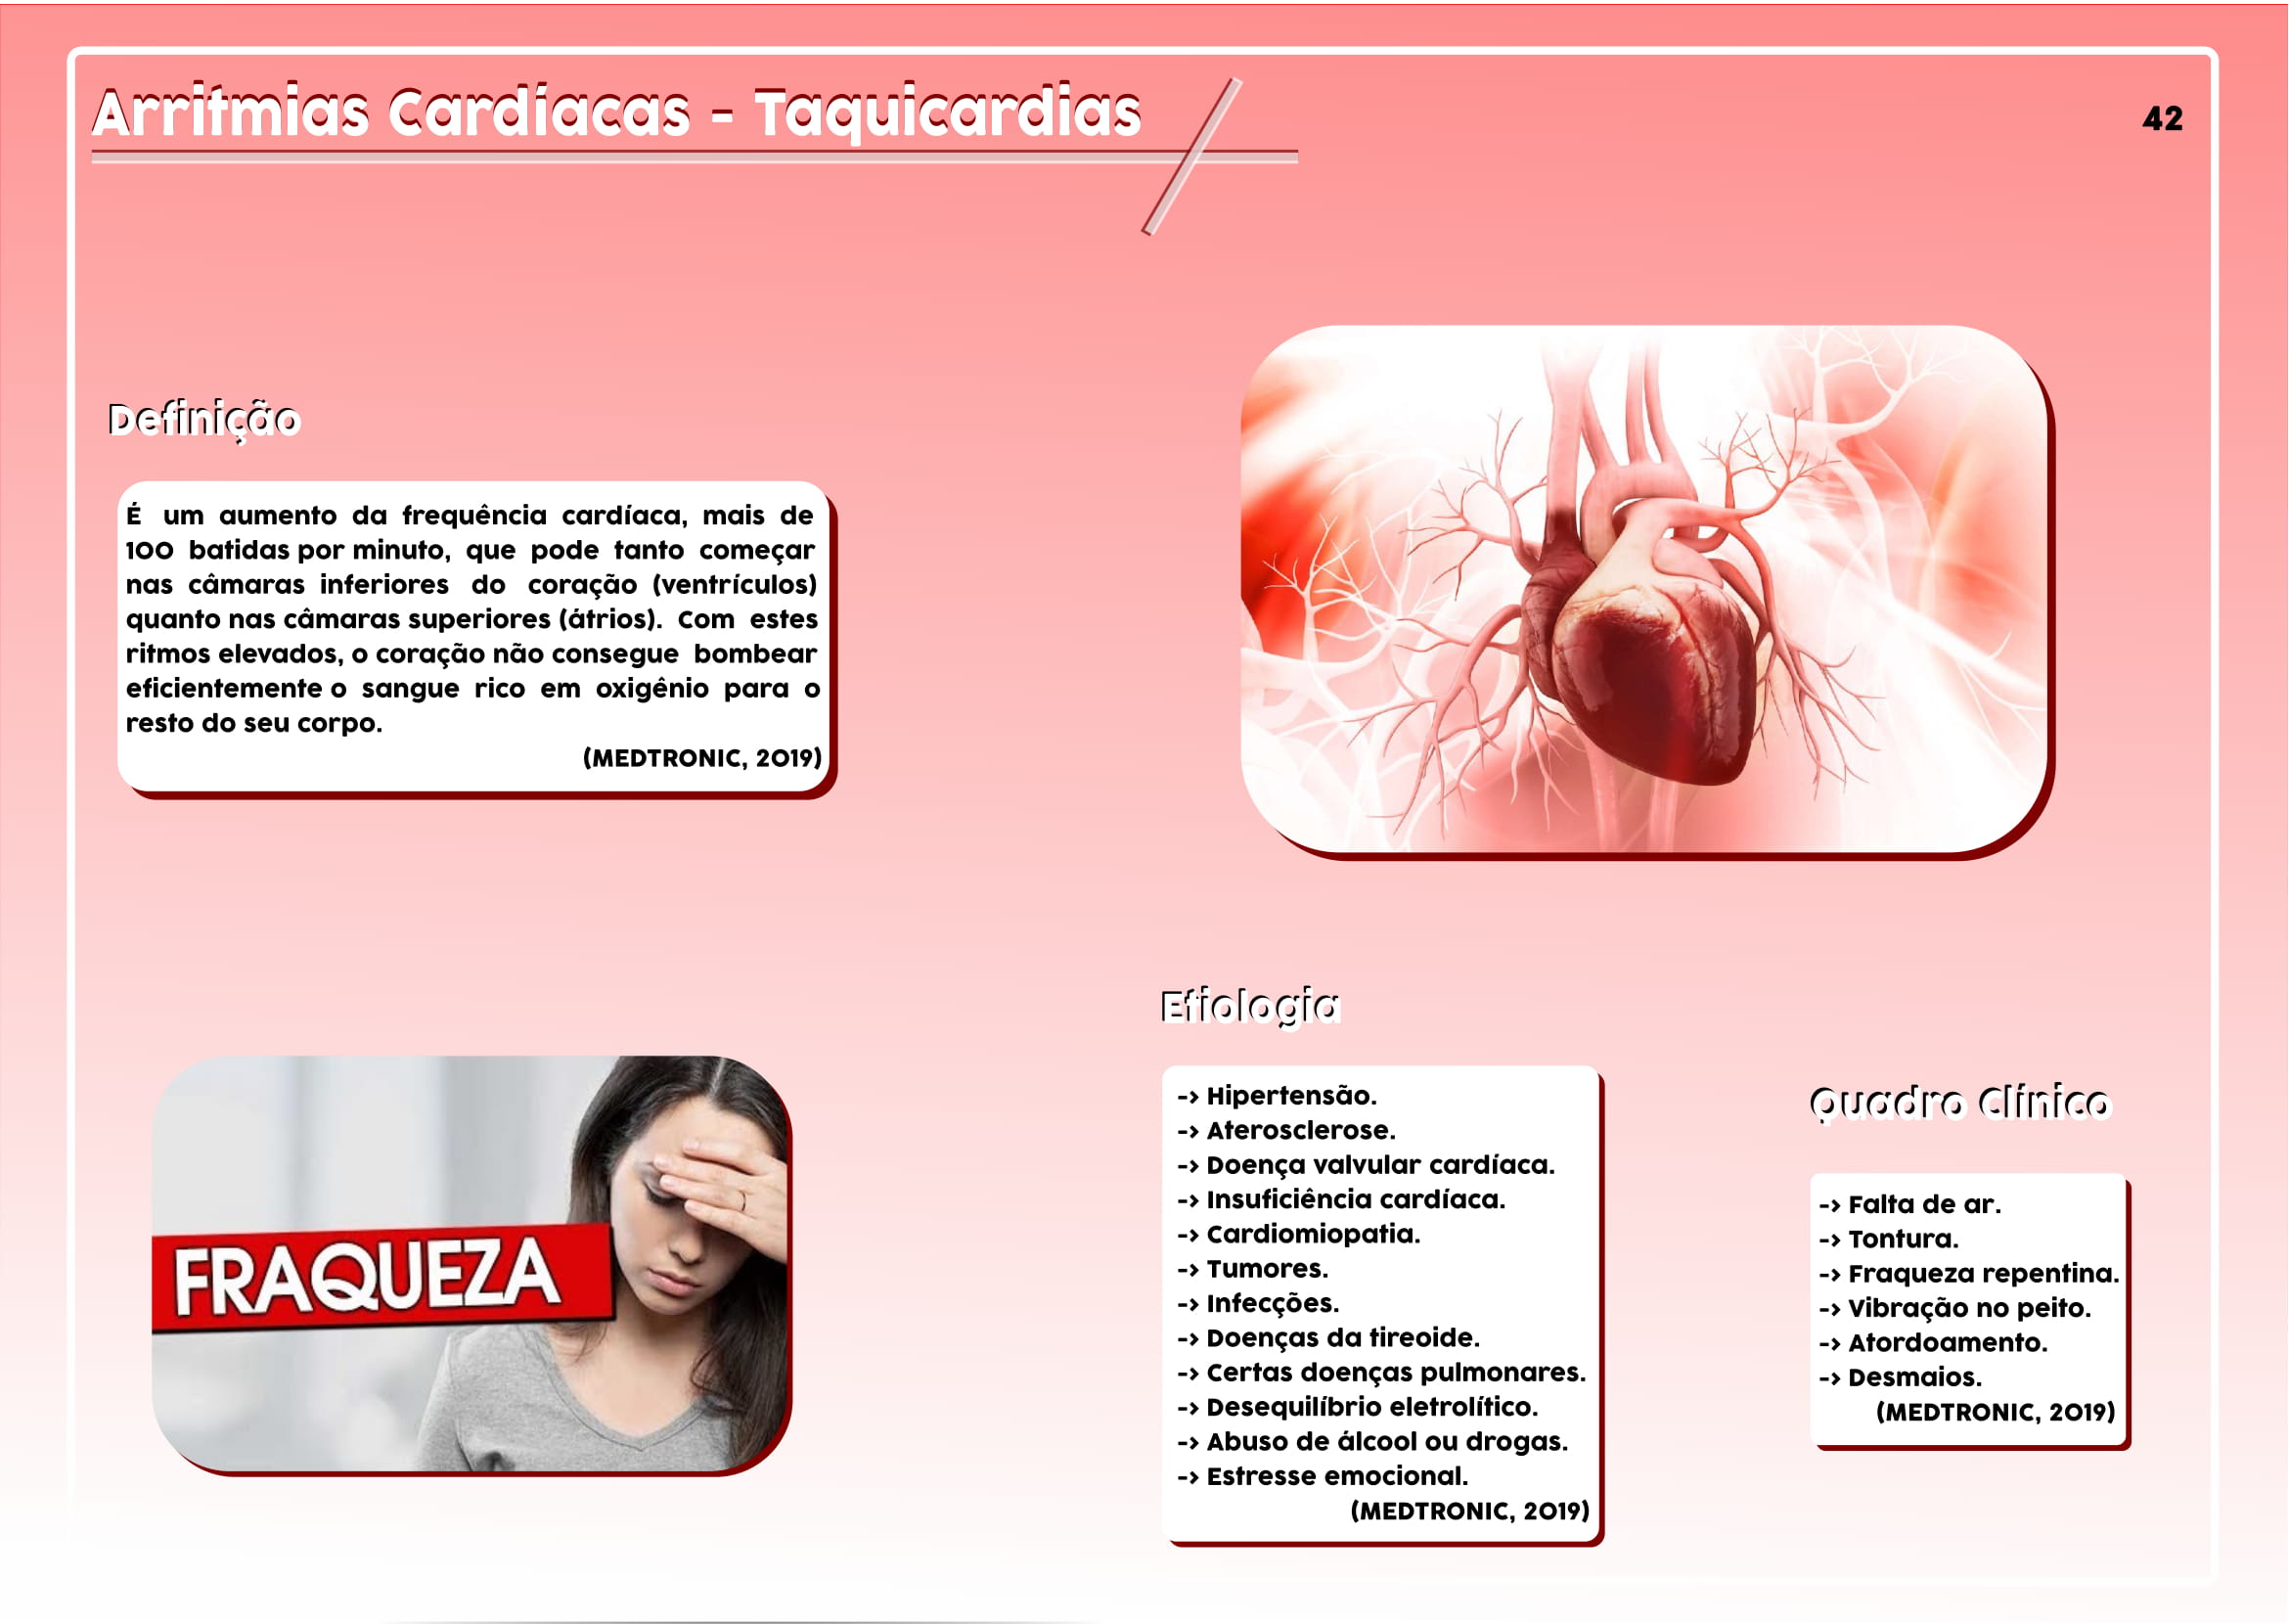 Arritmias Cardíacas - Taquicardias
42
Definição
É um aumento da frequência cardíaca, mais de
100 batidas por minuto, que pode tanto começar
nas câmaras inferiores do coração (ventrículos)
quanto nas câmaras superiores (átrios). Com estes
ritmos elevados, o coração não consegue bombear
eficientemente o sangue rico em oxigênio para o
resto do seu corpo.
(MEDTRONIC, 2019)
FRAQUEZA
Etiologia
-> Hipertensão.
-> Aterosclerose.
-> Doença valvular cardíaca.
-> Insuficiência cardíaca.
-> Cardiomiopatia.
-> Tumores.
-> Infecções.
-> Doenças da tireoide.
-> Certas doenças pulmonares.
-> Desequilíbrio eletrolítico.
-> Abuso de álcool ou drogas.
-> Estresse emocional.
(MEDTRONIC, 2019)
Quadro Clínico
-> Falta de ar.
-> Tontura.
-> Fraqueza repentina.
-> Vibração no peito.
-> Atordoamento.
-> Desmaios.
(MEDTRONIC, 2019)